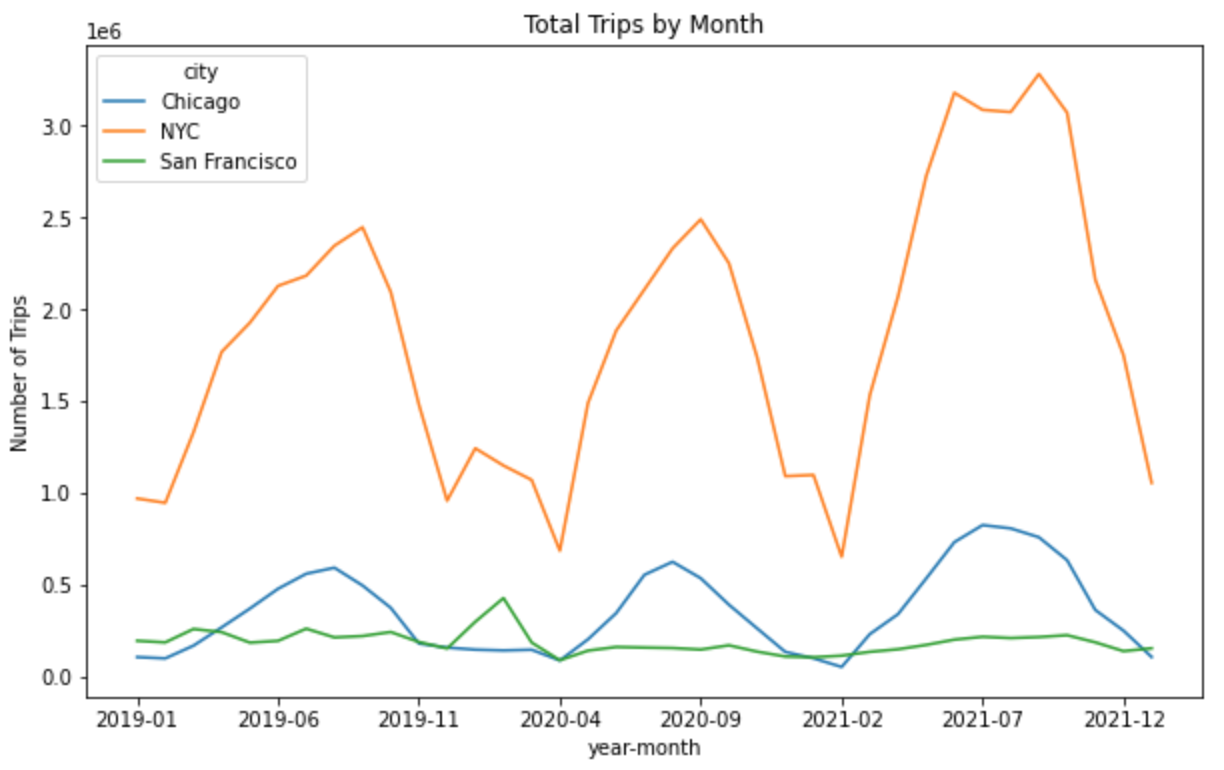 Total Trips by Month
1e6
city
Chicago
NYC
San Francisco
3.0
2.5
2.0
1.5
1.0
0.5
0.0
Number of Trips
2019-01 2019-06 2019-11 2020-04 2020-09 2021-02 2021-07 2021-12
year-month